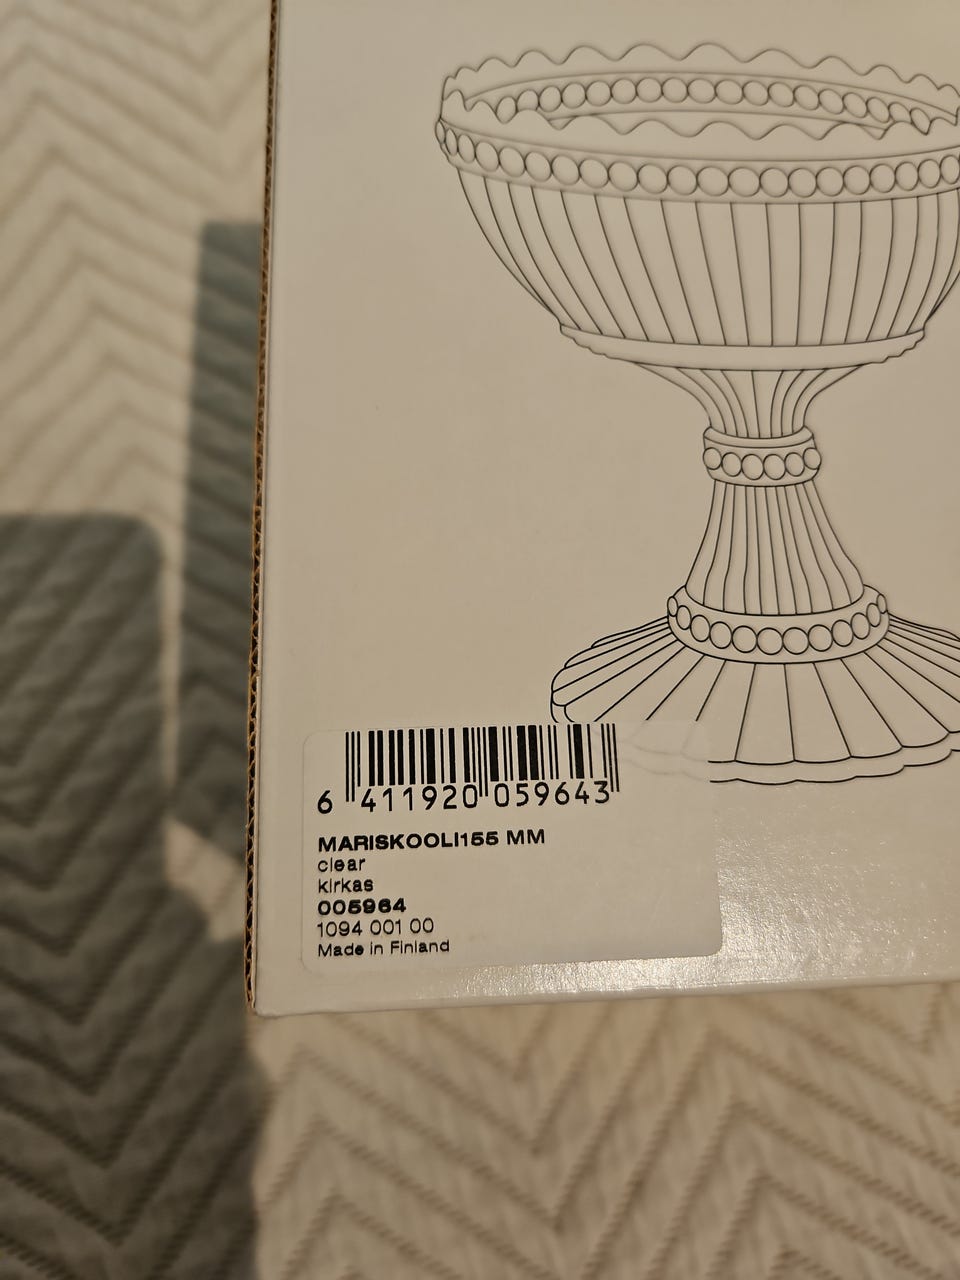 6 411920 059643
MARISKOOLI155 MM
clear
kirkas
005964
1094 001 00
Made in Finland